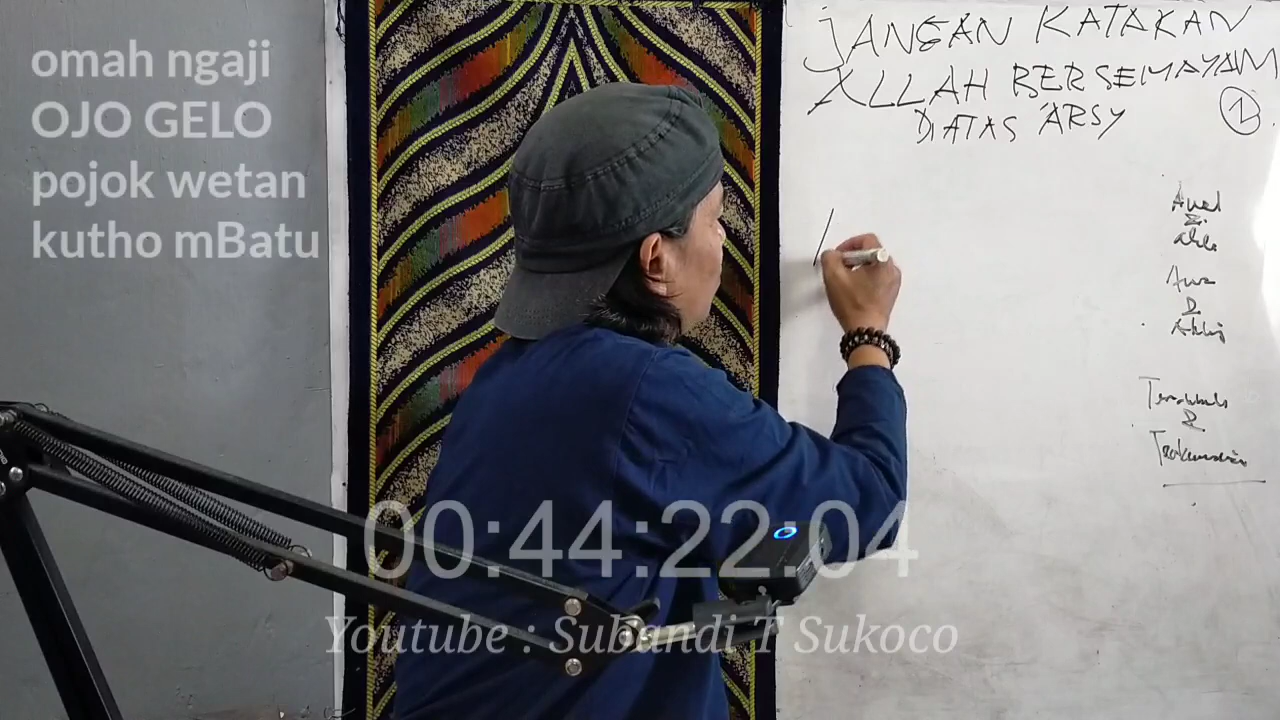 omah ngaji
OJO GELO
pojok wetan
kutho mBatu
JANGAN KATAKAN
ALLAH BERSEMAYAM
DIATAS 'ARSY
1
Awal
&
00:44:22:04
Youtube : Subandi T Sukoco